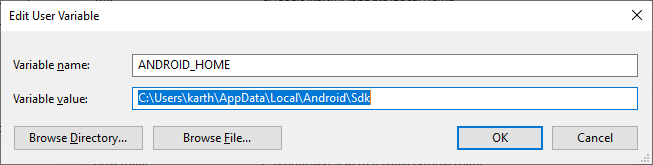 Edit User Variable
Variable name: ANDROID_HOME
Variable value: C:\Users\karth\AppData\Local\Android\Sdk
Browse Directory... Browse File... OK Cancel